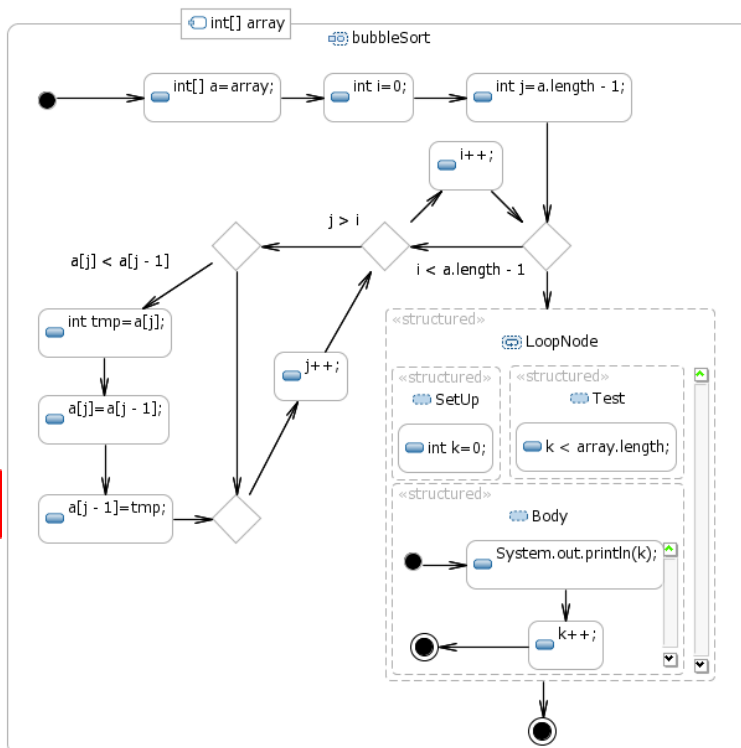 int[] array
bubbleSort
int[] a=array;
int i=0;
int j=a.length - 1;
i++;
j > i
a[j] < a[j - 1]
i < a.length - 1
int tmp=a[j];
«structured»
LoopNode
j++;
«structured»
SetUp
«structured»
Test
a[j]=a[j - 1];
int k=0;
k < array.length;
«structured»
a[j - 1]=tmp;
Body
System.out.println(k);
k++;